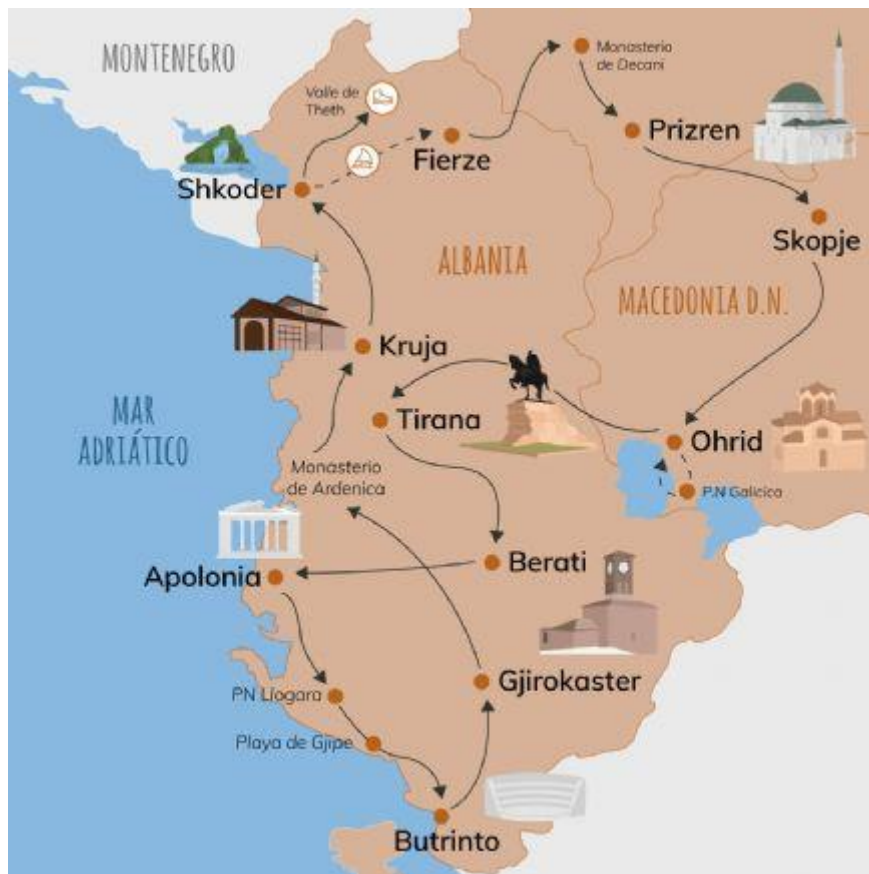 MONTENEGRO
Monasterio
de Decani
Valle de
Theth
Prizren
Fierze
Shkoder
Skopje
ALBANIA
MACEDONIA D.N.
Kruja
MAR
ADRIÁTICO
Tirana
Ohrid
Monasterio
de Ardenica
P.N Galicica
Berati
Apolonia
Gjirokaster
PN Llogara
Playa de Gjipe
Butrinto